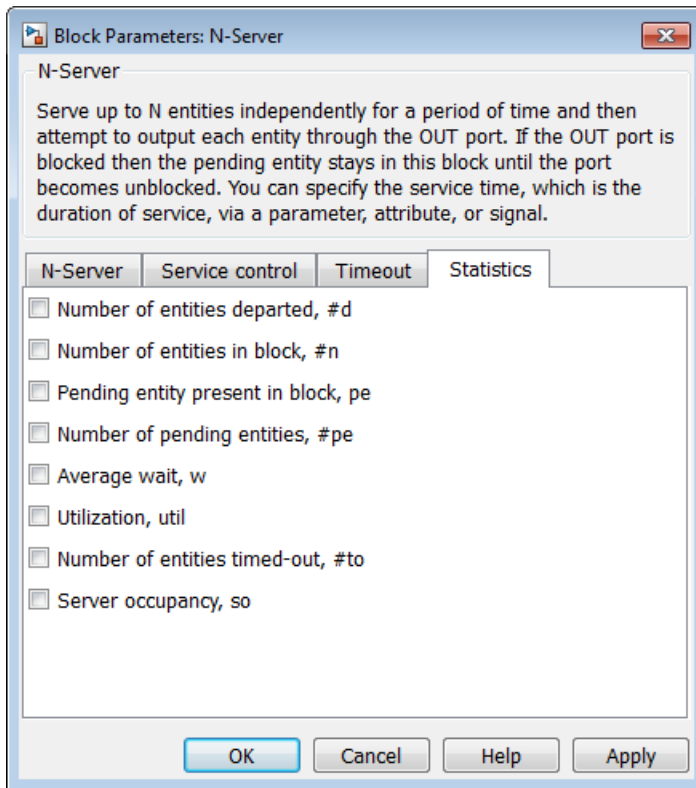 Block Parameters: N-Server
N-Server
Serve up to N entities independently for a period of time and then
attempt to output each entity through the OUT port. If the OUT port is
blocked then the pending entity stays in this block until the port
becomes unblocked. You can specify the service time, which is the
duration of service, via a parameter, attribute, or signal.
N-Server Service control Timeout Statistics
Number of entities departed, #d
Number of entities in block, #n
Pending entity present in block, pe
Number of pending entities, #pe
Average wait, w
Utilization, util
Number of entities timed-out, #to
Server occupancy, so
OK Cancel Help Apply